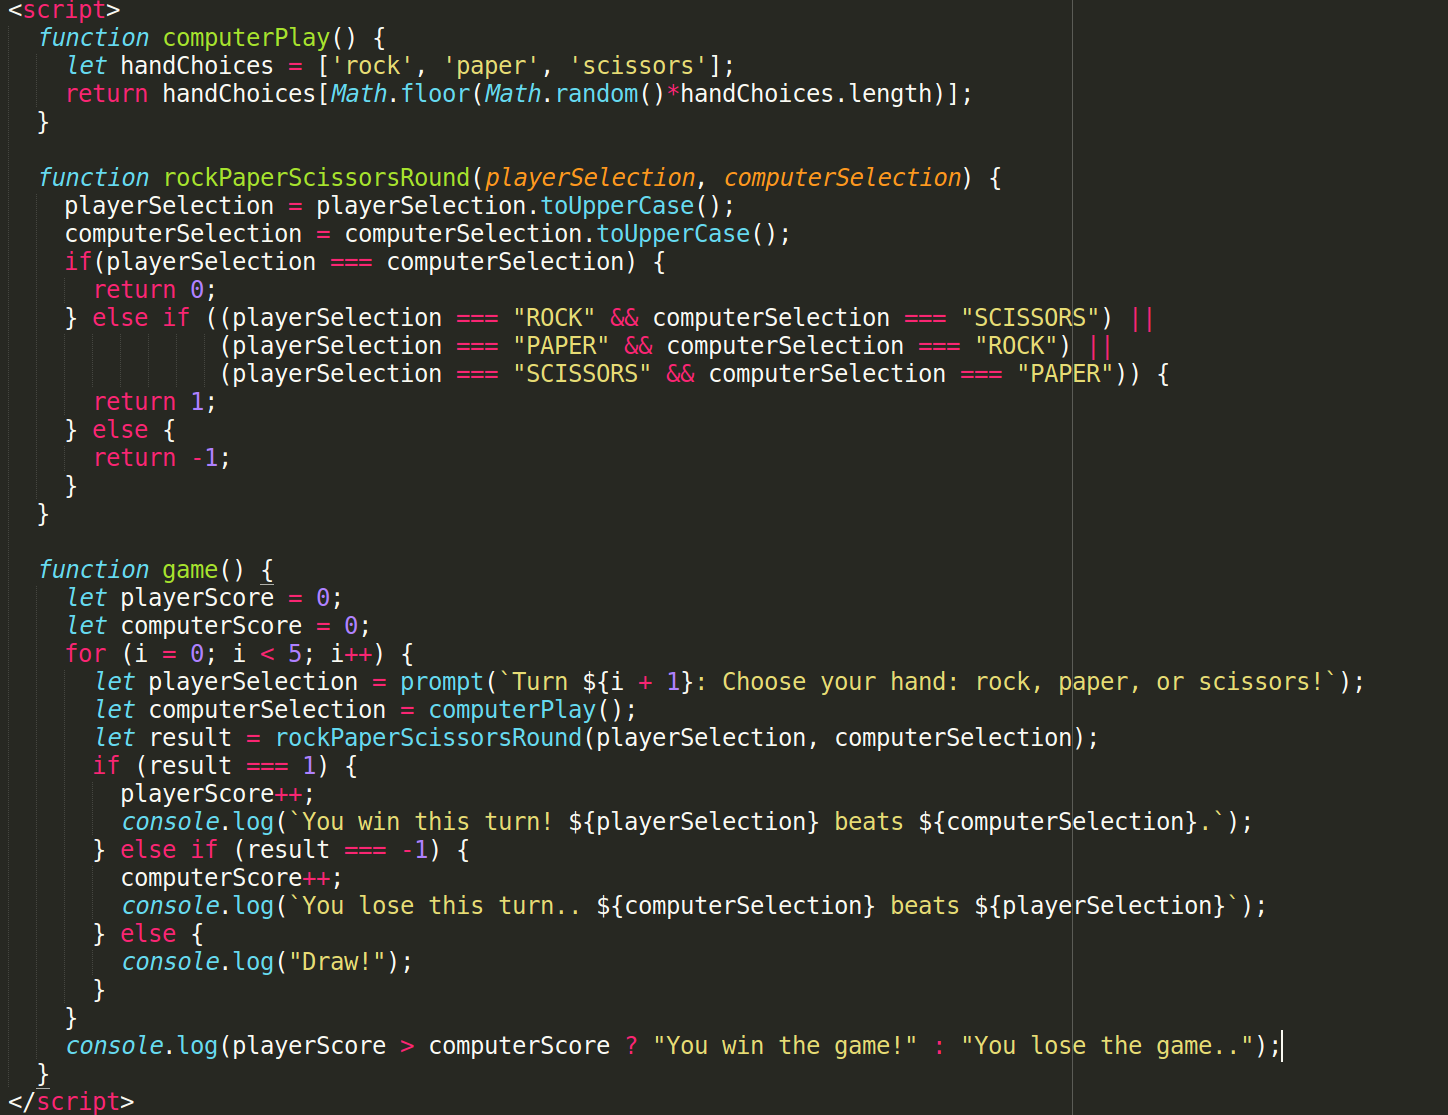 <script>
function computerPlay() {
let handChoices = ['rock', 'paper', 'scissors'];
return handChoices[Math.floor(Math.random()*handChoices.length)];
}
function rockPaperScissorsRound(playerSelection, computerSelection) {
playerSelection = playerSelection.toUpperCase();
computerSelection = computerSelection.toUpperCase();
if(playerSelection === computerSelection) {
return 0;
} else if ((playerSelection === "ROCK" && computerSelection === "SCISSORS") ||
(playerSelection === "PAPER" && computerSelection === "ROCK") ||
(playerSelection === "SCISSORS" && computerSelection === "PAPER")) {
return 1;
} else {
return -1;
}
}
function game() {
let playerScore = 0;
let computerScore = 0;
for (i = 0; i < 5; i++) {
let playerSelection = prompt(`Turn ${i + 1}: Choose your hand: rock, paper, or scissors!`);
let computerSelection = computerPlay();
let result = rockPaperScissorsRound(playerSelection, computerSelection);
if (result === 1) {
playerScore++;
console.log(`You win this turn! ${playerSelection} beats ${computerSelection}.`);
} else if (result === -1) {
computerScore++;
console.log(`You lose this turn.. ${computerSelection} beats ${playerSelection}`);
} else {
console.log("Draw!");
}
}
console.log(playerScore > computerScore ? "You win the game!" : "You lose the game..");
}
</script>